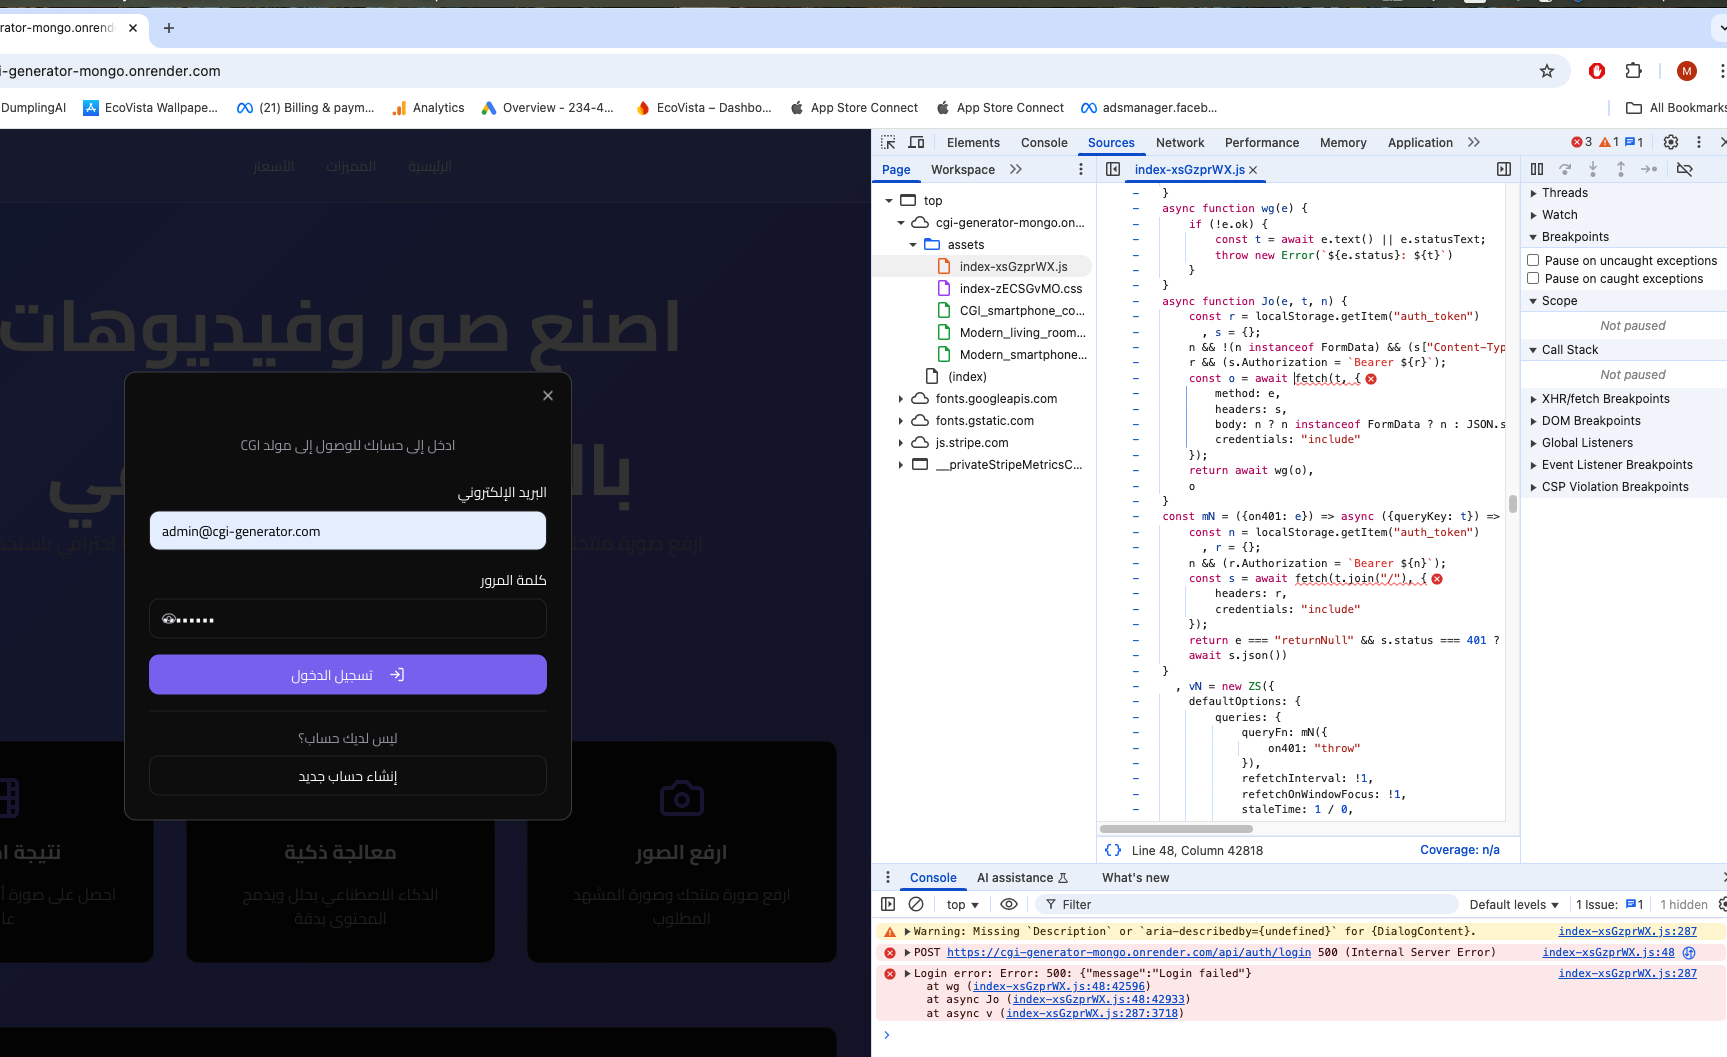 rator-mongo.onrend
i-generator-mongo.onrender.com
M
DumplingAI
EcoVista Wallpape...
(21) Billing & paym...
Analytics
Overview - 234-4...
EcoVista – Dashbo...
App Store Connect
App Store Connect
adsmanager.faceb...
All Bookmarks
الرئيسية
المميزات
الأسعار
اصنع صور وفيديوهات
ادخل إلى حسابك للوصول إلى مولد CGI
البريد الإلكتروني
admin@cgi-generator.com
كلمة المرور
تسجيل الدخول
ليس لديك حساب؟
إنشاء حساب جديد
ارفع الصور
ارفع صورة منتجك وصورة المشهد
المطلوب
معالجة ذكية
الذكاء الاصطناعي يحلل ويدمج
المحتوى بدقة
Elements Console Sources Network Performance Memory Application
3 1 1
Page Workspace
top
cgi-generator-mongo.on...
assets
index-xsGzprWX.js
index-zECSGvMO.css
CGI_smartphone_co...
Modern_living_room...
Modern_smartphone...
(index)
fonts.googleapis.com
fonts.gstatic.com
js.stripe.com
__privateStripeMetricsC...
index-xsGzprWX.js
}
async function wg(e) {
if (!e.ok) {
const t = await e.text() || e.statusText;
throw new Error(`${e.status}: ${t}`)
}
}
async function Jo(e, t, n) {
const r = localStorage.getItem("auth_token")
, s = {};
n && !(n instanceof FormData) && (s["Content-Typ
r && (s.Authorization = `Bearer ${r}`);
const o = await fetch(t, {
method: e,
headers: s,
body: n ? n instanceof FormData ? n : JSON.s
credentials: "include"
});
return await wg(o),
o
}
const mN = ({on401: e}) => async ({queryKey: t}) =>
const n = localStorage.getItem("auth_token")
, r = {};
n && (r.Authorization = `Bearer ${n}`);
const s = await fetch(t.join("/"), {
headers: r,
credentials: "include"
});
return e === "returnNull" && s.status === 401 ?
await s.json())
}
, vN = new ZS({
defaultOptions: {
queries: {
queryFn: mN({
on401: "throw"
}),
refetchInterval: !1,
refetchOnWindowFocus: !1,
staleTime: 1 / 0,
{} Line 48, Column 42818
Coverage: n/a
Threads
Watch
Breakpoints
Pause on uncaught exceptions
Pause on caught exceptions
Scope
Not paused
Call Stack
Not paused
XHR/fetch Breakpoints
DOM Breakpoints
Global Listeners
Event Listener Breakpoints
CSP Violation Breakpoints
Console AI assistance What's new
top Filter Default levels 1 Issue: 1 1 hidden
Warning: Missing `Description` or `aria-describedby={undefined}` for {DialogContent}. index-xsGzprWX.js:287
POST https://cgi-generator-mongo.onrender.com/api/auth/login 500 (Internal Server Error) index-xsGzprWX.js:48
Login error: Error: 500: {"message":"Login failed"} index-xsGzprWX.js:287
at wg (index-xsGzprWX.js:48:42596)
at async Jo (index-xsGzprWX.js:48:42933)
at async v (index-xsGzprWX.js:287:3718)